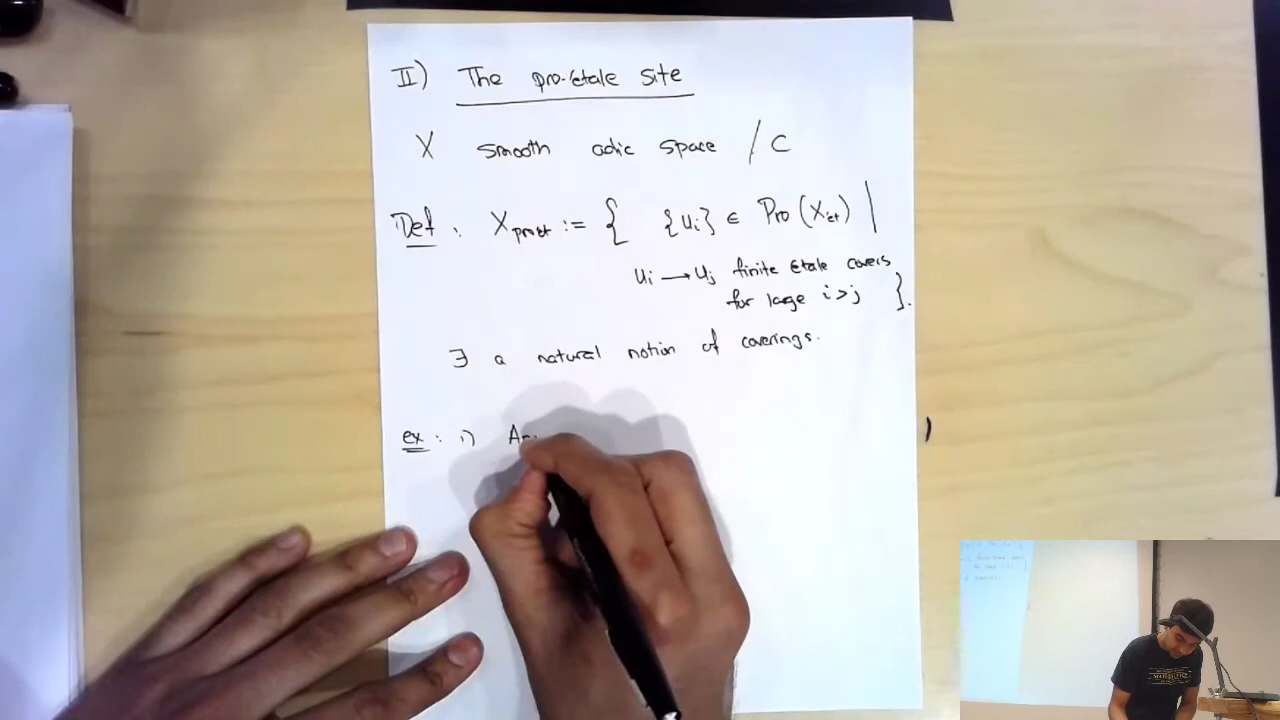 II) The pro-étale site
X smooth adic space / C
Def : X_proét := { {U_i} ∈ Pro(X_ét) |
U_i → U_j finite étale covers
for large i>j }.
∃ a natural notion of coverings.
ex : i)